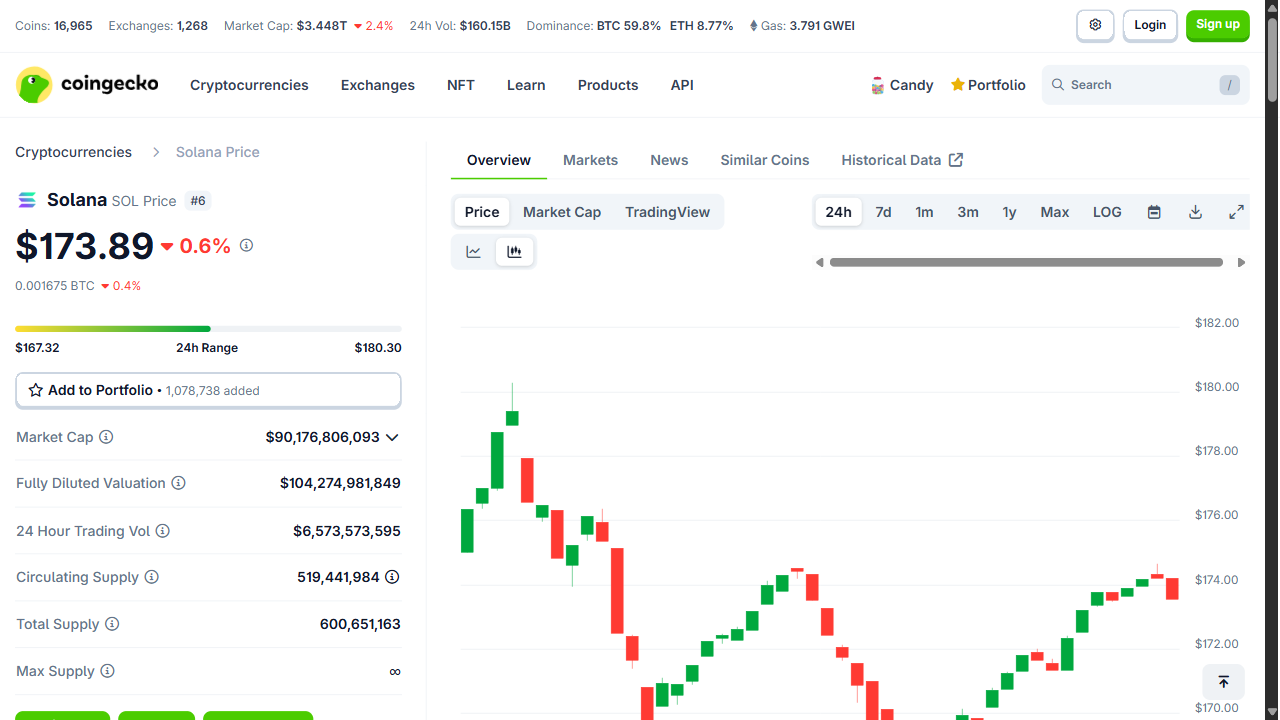 Coins: 16,965 Exchanges: 1,268 Market Cap: $3.448T 2.4% 24h Vol: $160.15B Dominance: BTC 59.8% ETH 8.77% Gas: 3.791 GWEI Login Sign up
coingecko Cryptocurrencies Exchanges NFT Learn Products API Candy Portfolio Search /
Cryptocurrencies Solana Price
Overview Markets News Similar Coins Historical Data
Solana SOL Price #6
Price Market Cap TradingView 24h 7d 1m 3m 1y Max LOG
$173.89 0.6%
0.001675 BTC 0.4%
$167.32 24h Range $180.30
Add to Portfolio • 1,078,738 added
Market Cap $90,176,806,093
Fully Diluted Valuation $104,274,981,849
24 Hour Trading Vol $6,573,573,595
Circulating Supply 519,441,984
Total Supply 600,651,163
Max Supply ∞
$182.00
$180.00
$178.00
$176.00
$174.00
$172.00
$170.00